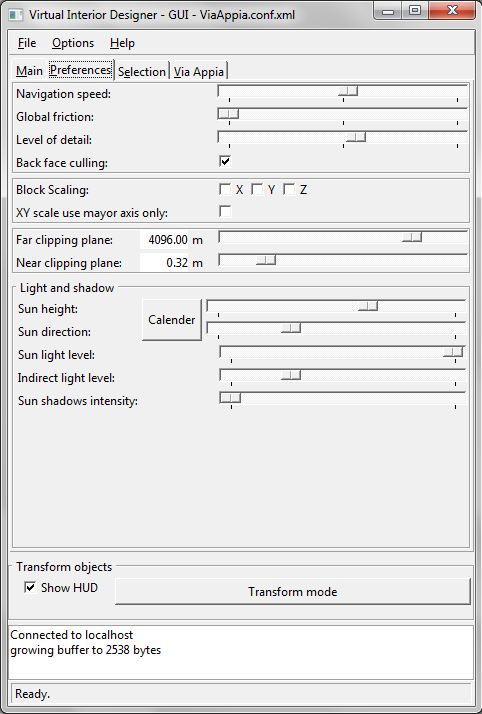 Virtual Interior Designer - GUI - ViaAppia.conf.xml
File Options Help
Main Preferences Selection Via Appia
Navigation speed:
Global friction:
Level of detail:
Back face culling:
Block Scaling: X Y Z
XY scale use mayor axis only:
Far clipping plane: 4096.00 m
Near clipping plane: 0.32 m
Light and shadow
Sun height:
Calender
Sun direction:
Sun light level:
Indirect light level:
Sun shadows intensity:
Transform objects
Show HUD Transform mode
Connected to localhost
growing buffer to 2538 bytes
Ready.